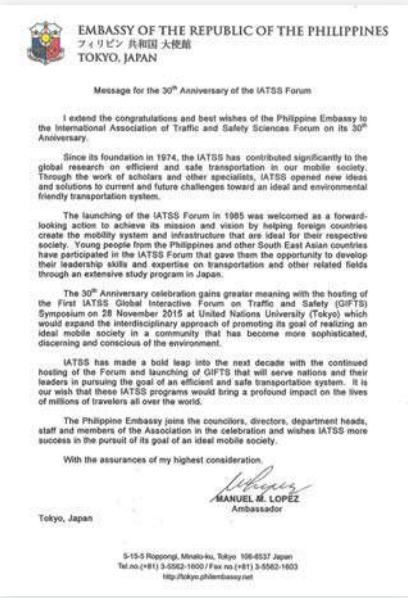 EMBASSY OF THE REPUBLIC OF THE PHILIPPINES
フィリピン 共和国 大使館
TOKYO, JAPAN
Message for the 30th Anniversary of the IATSS Forum
I extend the congratulations and best wishes of the Philippine Embassy to
the International Association of Traffic and Safety Sciences Forum on its 30th
Anniversary.
Since its foundation in 1974, the IATSS has contributed significantly to the
global research on efficient and safe transportation in our mobile society.
Through the work of scholars and other specialists, IATSS opened new ideas
and solutions to current and future challenges toward an ideal and environmental
friendly transportation system.
The launching of the IATSS Forum in 1985 was welcomed as a forward-
looking action to achieve its mission and vision by helping foreign countries
create the mobility system and infrastructure that are ideal for their respective
society. Young people from the Philippines and other South East Asian countries
have participated in the IATSS Forum that gave them the opportunity to develop
their leadership skills and expertise on transportation and other related fields
through an extensive study program in Japan.
The 30th Anniversary celebration gains greater meaning with the hosting of
the First IATSS Global Interactive Forum on Traffic and Safety (GIFTS)
Symposium on 28 November 2015 at United Nations University (Tokyo) which
would expand the interdisciplinary approach of promoting its goal of realizing an
ideal mobile society in a community that has become more sophisticated,
discerning and conscious of the environment.
IATSS has made a bold leap into the next decade with the continued
hosting of the Forum and launching of GIFTS that will serve nations and their
leaders in pursuing the goal of an efficient and safe transportation system. It is
our wish that these IATSS programs would bring a profound impact on the lives
of millions of travelers all over the world.
The Philippine Embassy joins the councilors, directors, department heads,
staff and members of the Association in the celebration and wishes IATSS more
success in the pursuit of its goal of an ideal mobile society.
With the assurances of my highest consideration.
MANUEL M. LOPEZ
Ambassador
Tokyo, Japan
5-15-5 Roppongi, Minato-ku, Tokyo 106-8537 Japan
Tel.no.(+81) 3-5562-1600 / Fax no.(+81) 3-5562-1603
http://tokyo.philembassy.net